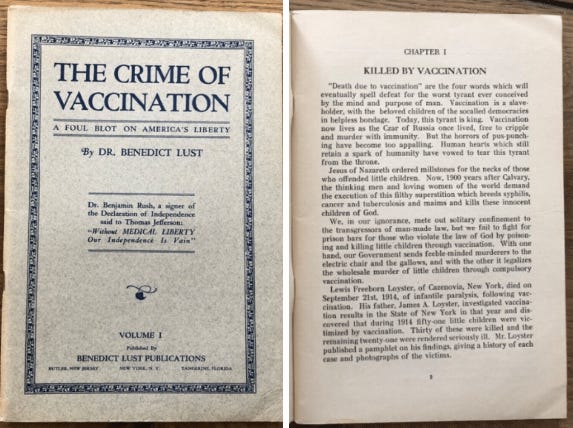 THE CRIME OF
VACCINATION
A FOUL BLOT ON AMERICA'S LIBERTY
By DR. BENEDICT LUST
Dr. Benjamin Rush, a signer of
the Declaration of Independence
said to Thomas Jefferson:
"Without MEDICAL LIBERTY
Our Independence Is Vain"
VOLUME I
Published By
BENEDICT LUST PUBLICATIONS
BUTLER, NEW JERSEY NEW YORK, N. Y. TANGERINE, FLORIDA
CHAPTER I
KILLED BY VACCINATION
"Death due to vaccination" are the four words which will
eventually spell defeat for the worst tyrant ever conceived
by the mind and purpose of man. Vaccination is a slave-
holder, with the beloved children of the socalled democracies
in helpless bondage. Today, this tyrant is king. Vaccination
now lives as the Czar of Russia once lived, free to cripple
and murder with immunity. But the horrors of pus-punch-
ing have become too appalling. Human hearts which still
retain a spark of humanity have vowed to tear this tyrant
from the throne.
Jesus of Nazareth ordered millstones for the necks of those
who offended little children. Now, 1900 years after Calvary,
the thinking men and loving women of the world demand
the execution of this filthy superstition which breeds syphilis,
cancer and tuberculosis and maims and kills these innocent
children of God.
We, in our ignorance, mete out solitary confinement to
the transgressors of man-made law, but we fail to fight for
prison bars for those who violate the law of God by poison-
ing and killing little children through vaccination. With one
hand, our Government sends feeble-minded murderers to the
electric chair and the gallows, and with the other it legalizes
the wholesale murder of little children through compulsory
vaccination.
Lewis Freeborn Loyster, of Cazenovia, New York, died on
September 21st, 1914, of infantile paralysis, following vac-
cination. His father, James A. Loyster, investigated vaccina-
tion results in the State of New York in that year and dis-
covered that during 1914 fifty-one little children were vic-
timized by vaccination. Thirty of these were killed and the
remaining twenty-one were rendered seriously ill. Mr. Loyster
published a pamphlet on his findings, giving a history of each
case and photographs of the victims.